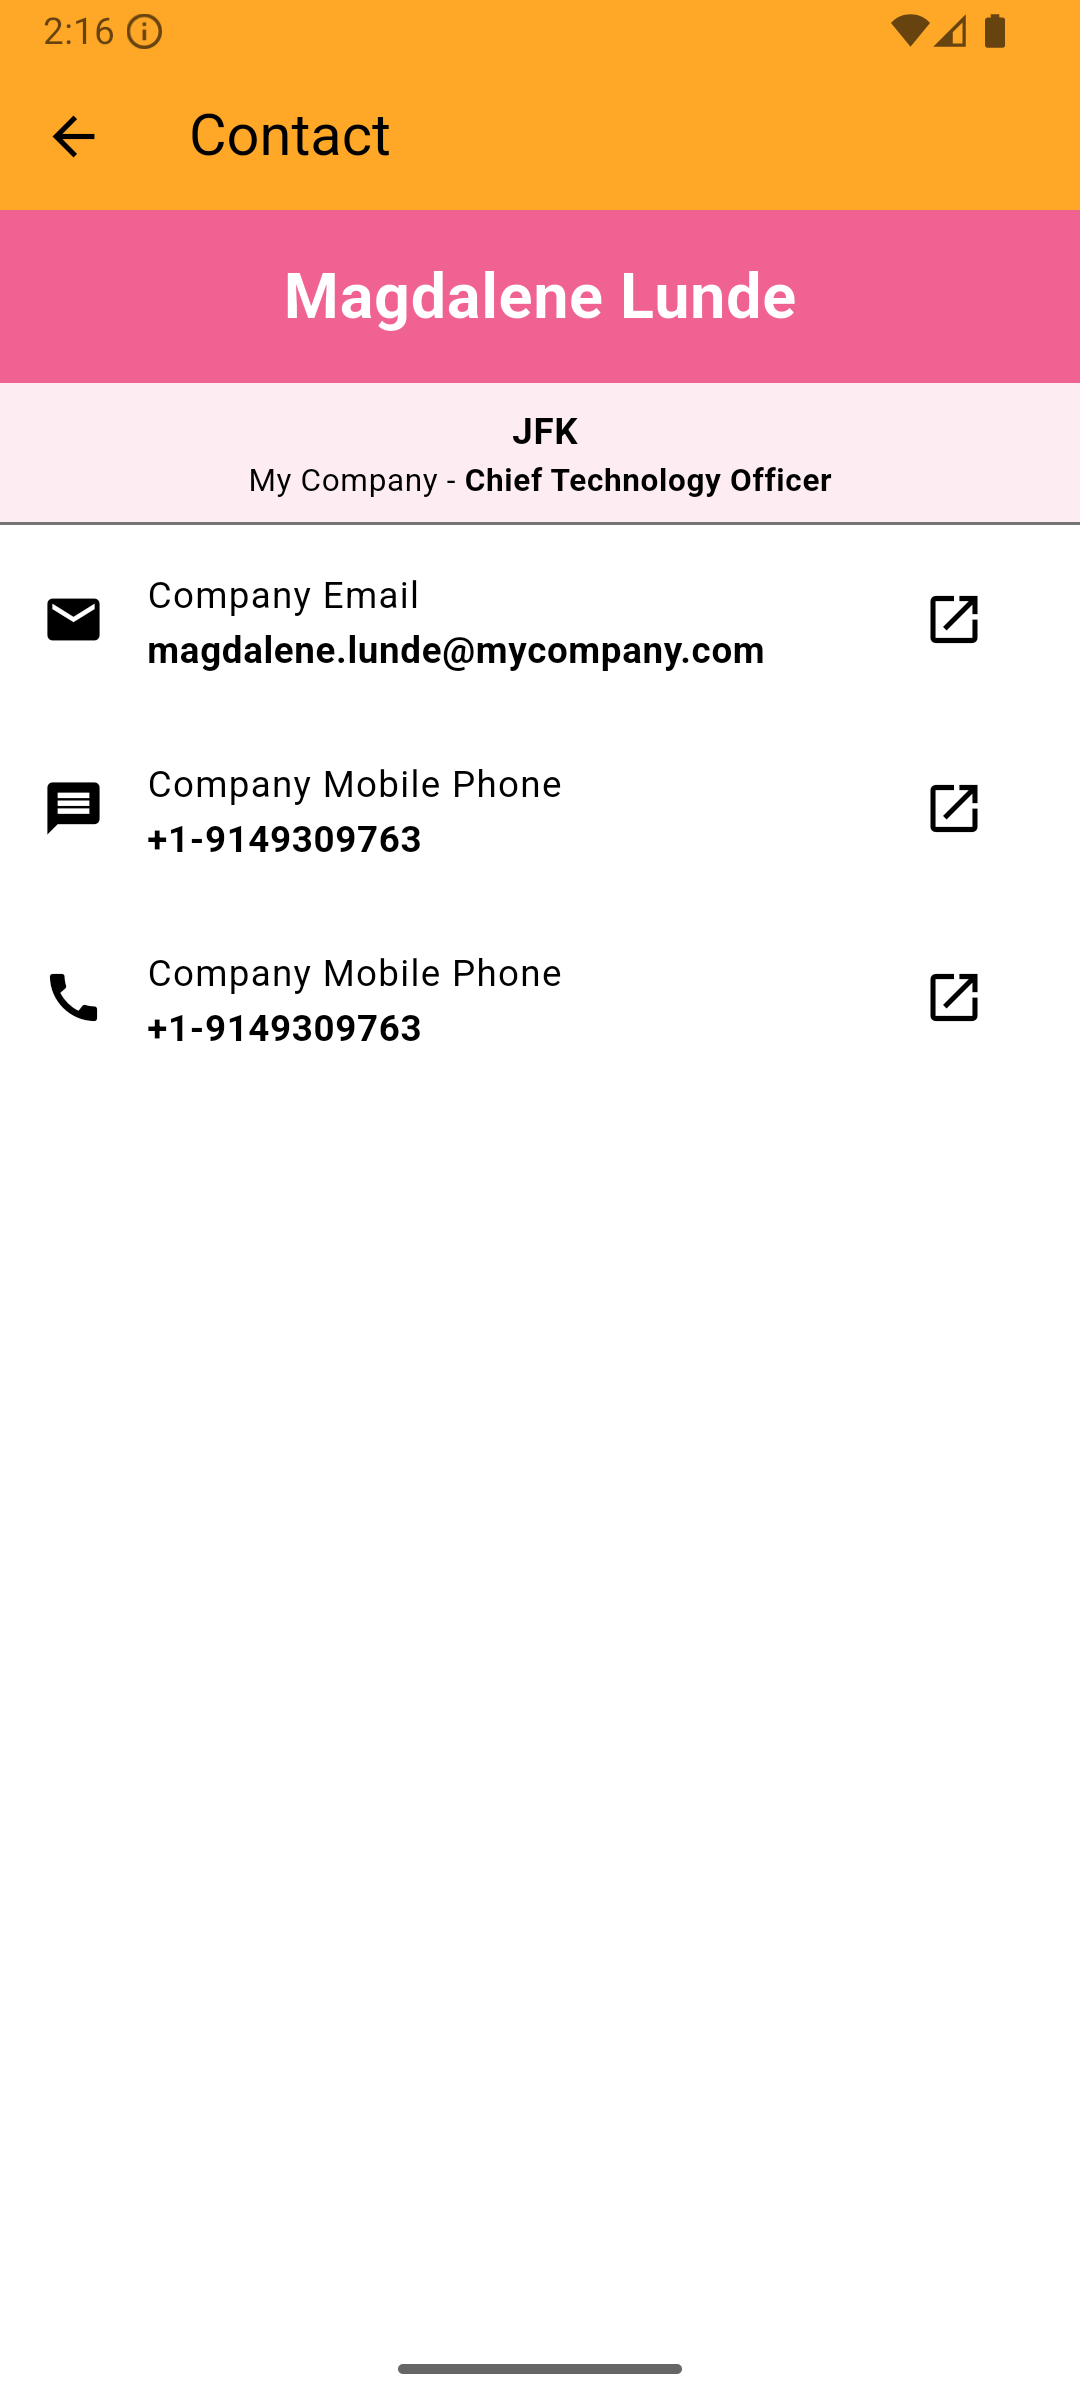 2:16
Contact
Magdalene Lunde
JFK
My Company - Chief Technology Officer
Company Email
magdalene.lunde@mycompany.com
Company Mobile Phone
+1-9149309763
Company Mobile Phone
+1-9149309763